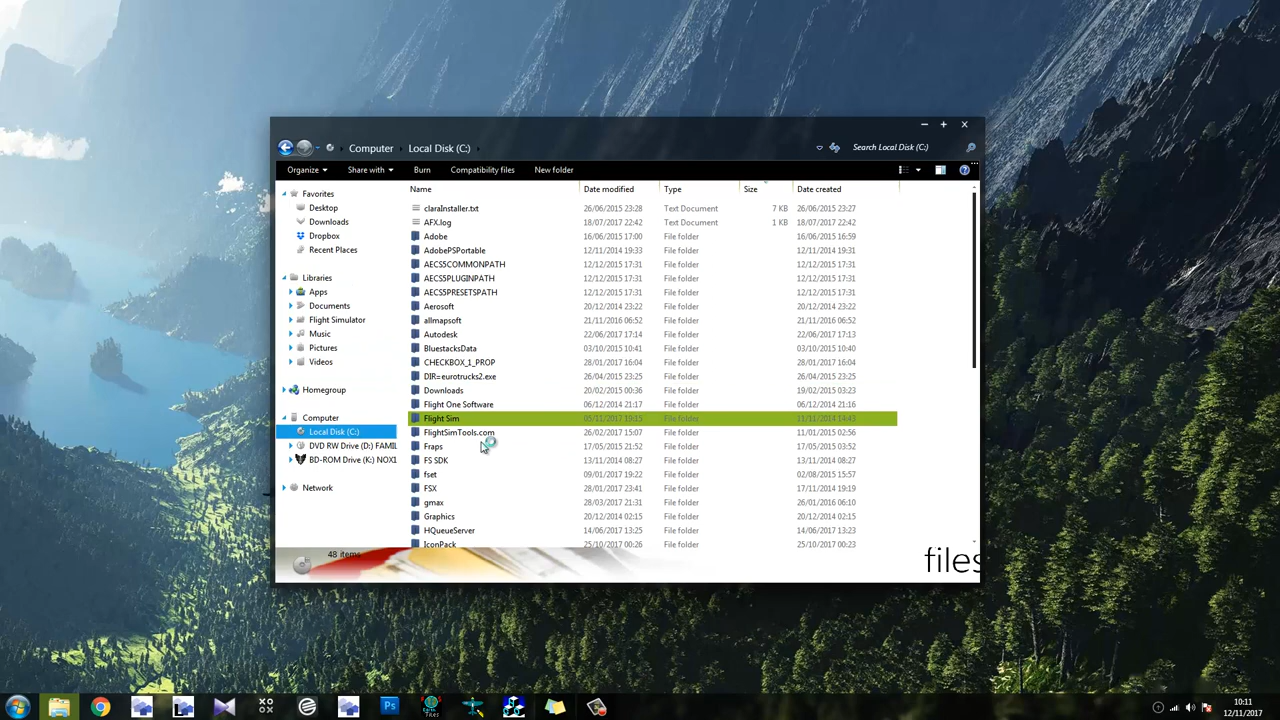 Computer Local Disk (C:) Search Local Disk (C:)
Organize Share with Burn Compatibility files New folder
Name Date modified Type Size Date created
Favorites
Desktop
Downloads
Dropbox
Recent Places
Libraries
Apps
Documents
Flight Simulator
Music
Pictures
Videos
Homegroup
Computer
Local Disk (C:)
DVD RW Drive (D:) FAMIL
BD-ROM Drive (K:) NOX1
Network
claraInstaller.txt 26/06/2015 23:28 Text Document 7 KB 26/06/2015 23:27
AFX.log 18/07/2017 22:42 Text Document 1 KB 18/07/2017 22:42
Adobe 16/06/2015 17:00 File folder 16/06/2015 16:59
AdobePSPortable 12/11/2014 19:33 File folder 12/11/2014 19:31
AECS5COMMONPATH 12/12/2015 17:31 File folder 12/12/2015 17:31
AECS5PLUGINPATH 12/12/2015 17:31 File folder 12/12/2015 17:31
AECS5PRESETSPATH 12/12/2015 17:31 File folder 12/12/2015 17:31
Aerosoft 20/12/2014 23:22 File folder 20/12/2014 23:22
allmapsoft 21/11/2016 06:52 File folder 21/11/2016 06:52
Autodesk 22/06/2017 17:14 File folder 22/06/2017 17:13
BluestacksData 03/10/2015 10:41 File folder 03/10/2015 10:40
CHECKBOX_1_PROP 28/01/2017 16:04 File folder 28/01/2017 16:04
DIR=eurotrucks2.exe 26/04/2015 23:25 File folder 26/04/2015 23:25
Downloads 20/02/2015 00:36 File folder 19/02/2015 03:23
Flight One Software 06/12/2014 21:17 File folder 06/12/2014 21:16
Flight Sim 05/11/2017 19:15 File folder 11/11/2014 14:43
FlightSimTools.com 26/02/2017 15:07 File folder 11/01/2015 02:56
Fraps 17/05/2015 21:52 File folder 17/05/2015 03:52
FS SDK 13/11/2014 08:27 File folder 13/11/2014 08:27
fset 09/01/2017 19:22 File folder 02/08/2015 15:57
FSX 28/01/2017 23:41 File folder 17/11/2014 19:19
gmax 28/03/2017 21:31 File folder 26/01/2016 06:10
Graphics 20/12/2014 02:15 File folder 20/12/2014 02:15
HQueueServer 14/06/2017 13:25 File folder 14/06/2017 13:25
IconPack 25/10/2017 00:26 File folder 25/10/2017 00:23
48 items
files
Ps
10:11
12/11/2017